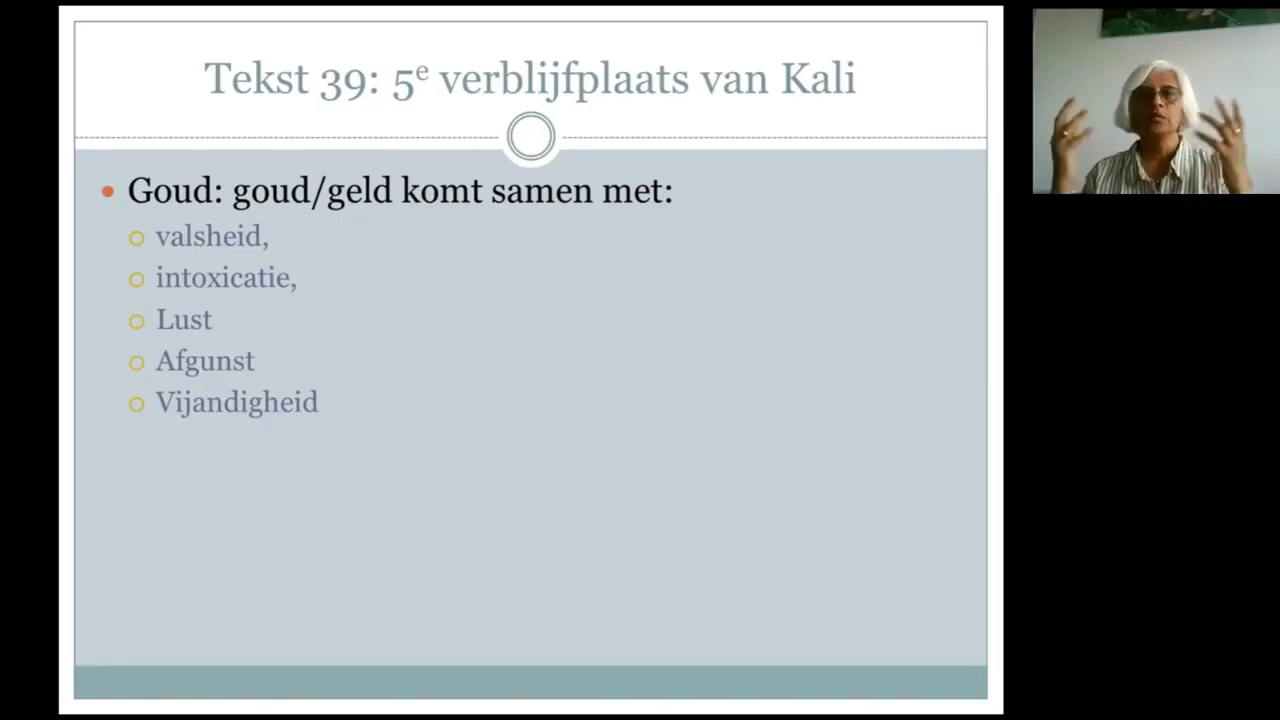 Tekst 39: 5e verblijfplaats van Kali
Goud: goud/geld komt samen met:
valsheid,
intoxicatie,
Lust
Afgunst
Vijandigheid